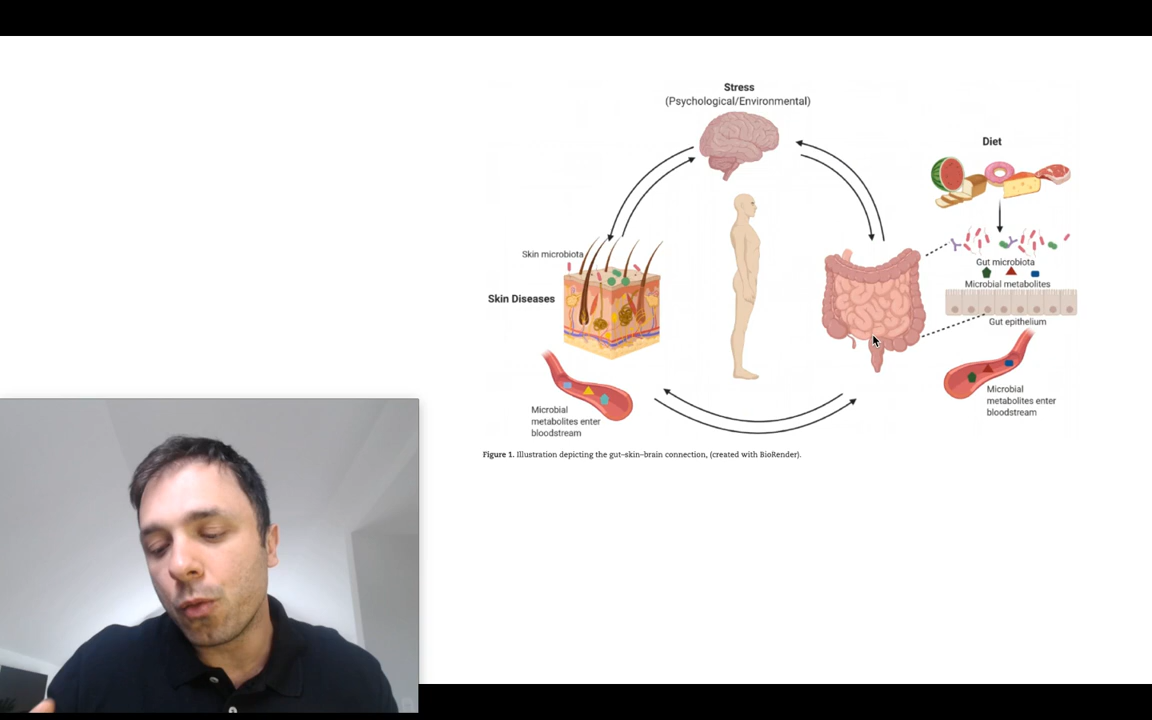 Stress
(Psychological/Environmental)
Diet
Skin microbiota
Gut microbiota
Microbial metabolites
Skin Diseases
Gut epithelium
Microbial
metabolites enter
bloodstream
Microbial
metabolites enter
bloodstream
Figure 1. Illustration depicting the gut–skin–brain connection, (created with BioRender).